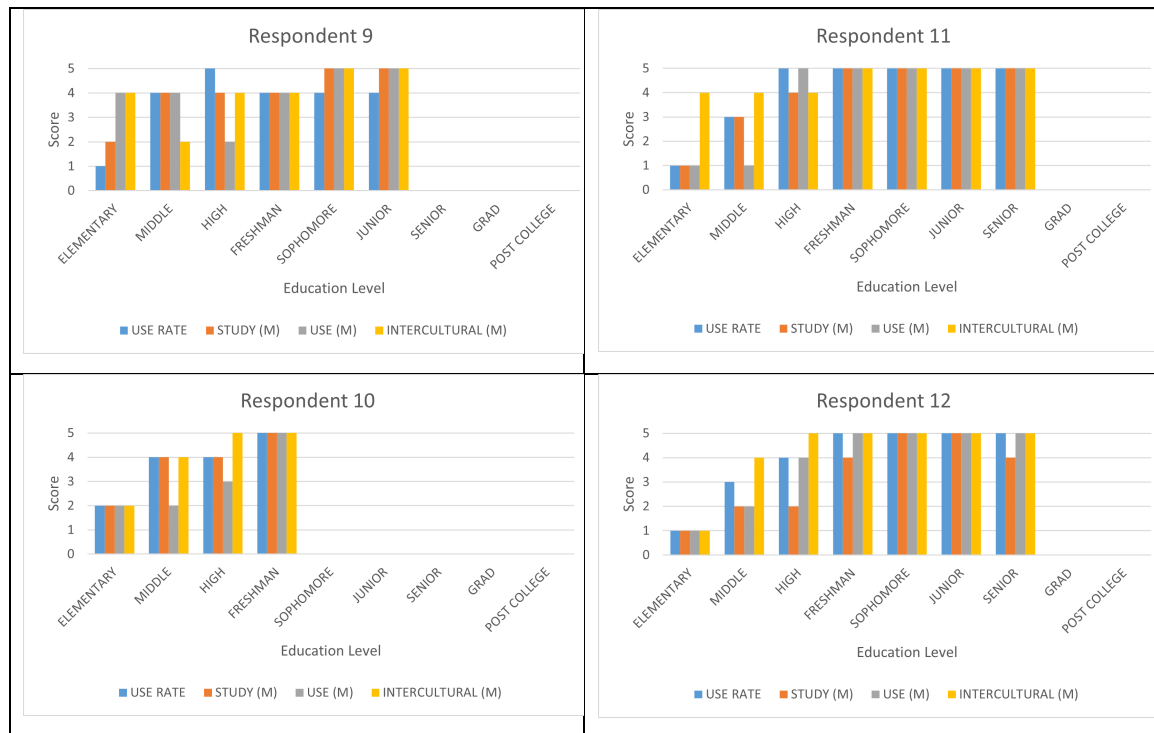 Respondent 9
5
4
3
2
1
0
Score
ELEMENTARY
MIDDLE
HIGH
FRESHMAN
SOPHOMORE
JUNIOR
SENIOR
GRAD
POST COLLEGE
Education Level
USE RATE STUDY (M) USE (M) INTERCULTURAL (M)
Respondent 11
5
4
3
2
1
0
Score
ELEMENTARY
MIDDLE
HIGH
FRESHMAN
SOPHOMORE
JUNIOR
SENIOR
GRAD
POST COLLEGE
Education Level
USE RATE STUDY (M) USE (M) INTERCULTURAL (M)
Respondent 10
5
4
3
2
1
0
Score
ELEMENTARY
MIDDLE
HIGH
FRESHMAN
SOPHOMORE
JUNIOR
SENIOR
GRAD
POST COLLEGE
Education Level
USE RATE STUDY (M) USE (M) INTERCULTURAL (M)
Respondent 12
5
4
3
2
1
0
Score
ELEMENTARY
MIDDLE
HIGH
FRESHMAN
SOPHOMORE
JUNIOR
SENIOR
GRAD
POST COLLEGE
Education Level
USE RATE STUDY (M) USE (M) INTERCULTURAL (M)